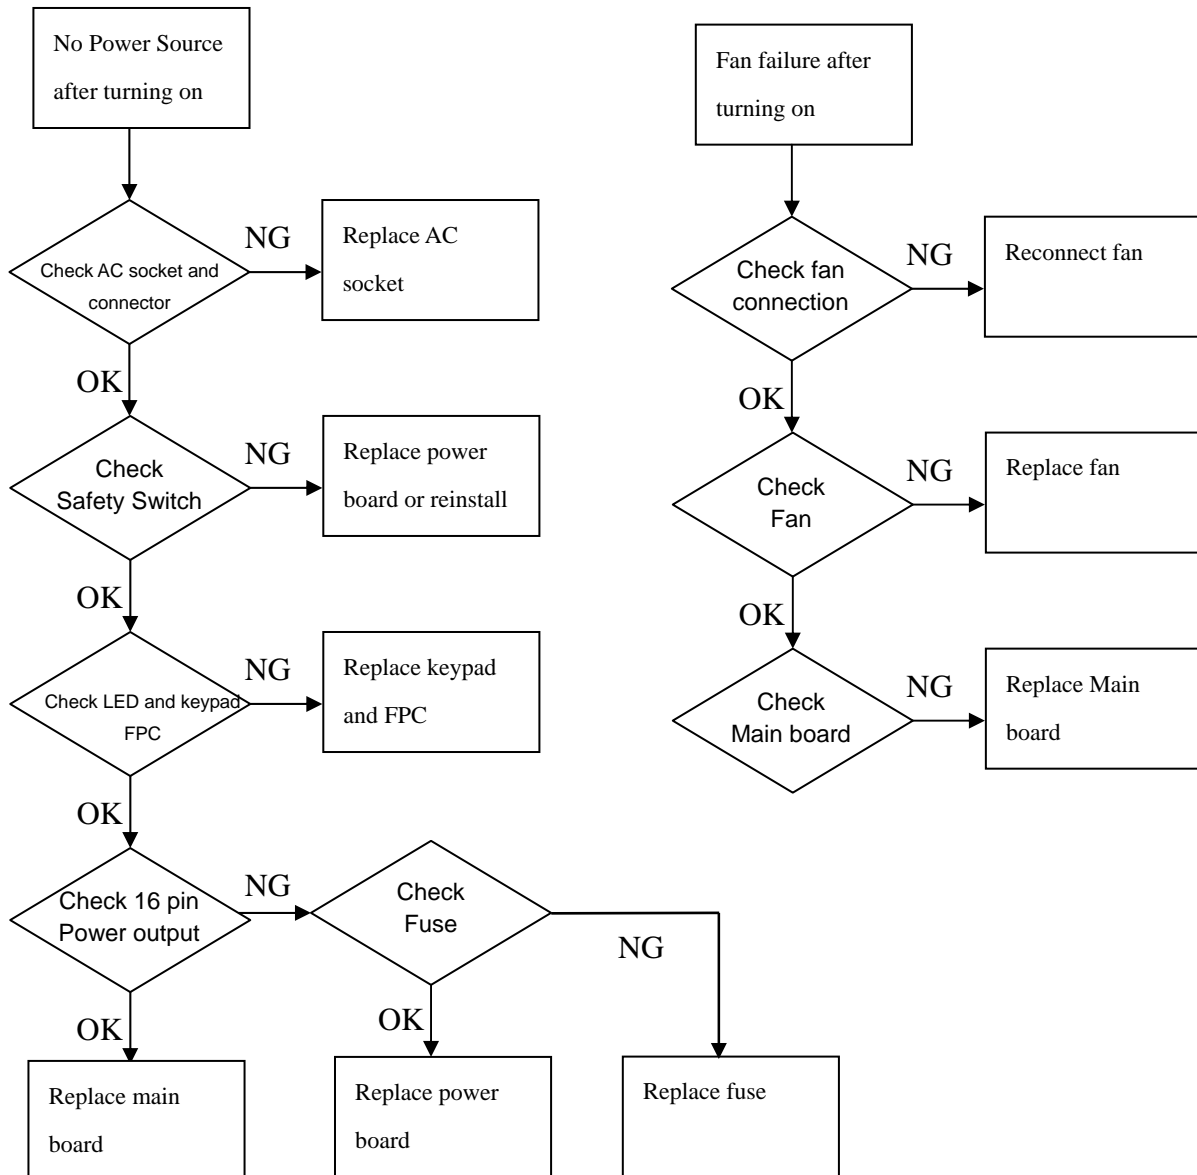 No Power Source
after turning on
NG
Check AC socket and
connector
Replace AC
socket
OK
Check
Safety Switch
NG
Replace power
board or reinstall
OK
Check LED and keypad
FPC
NG
Replace keypad
and FPC
OK
Check 16 pin
Power output
NG
Check
Fuse
NG
OK
OK
Replace main
board
Replace power
board
Replace fuse
Fan failure after
turning on
Check fan
connection
NG
Reconnect fan
OK
Check
Fan
NG
Replace fan
OK
Check
Main board
NG
Replace Main
board